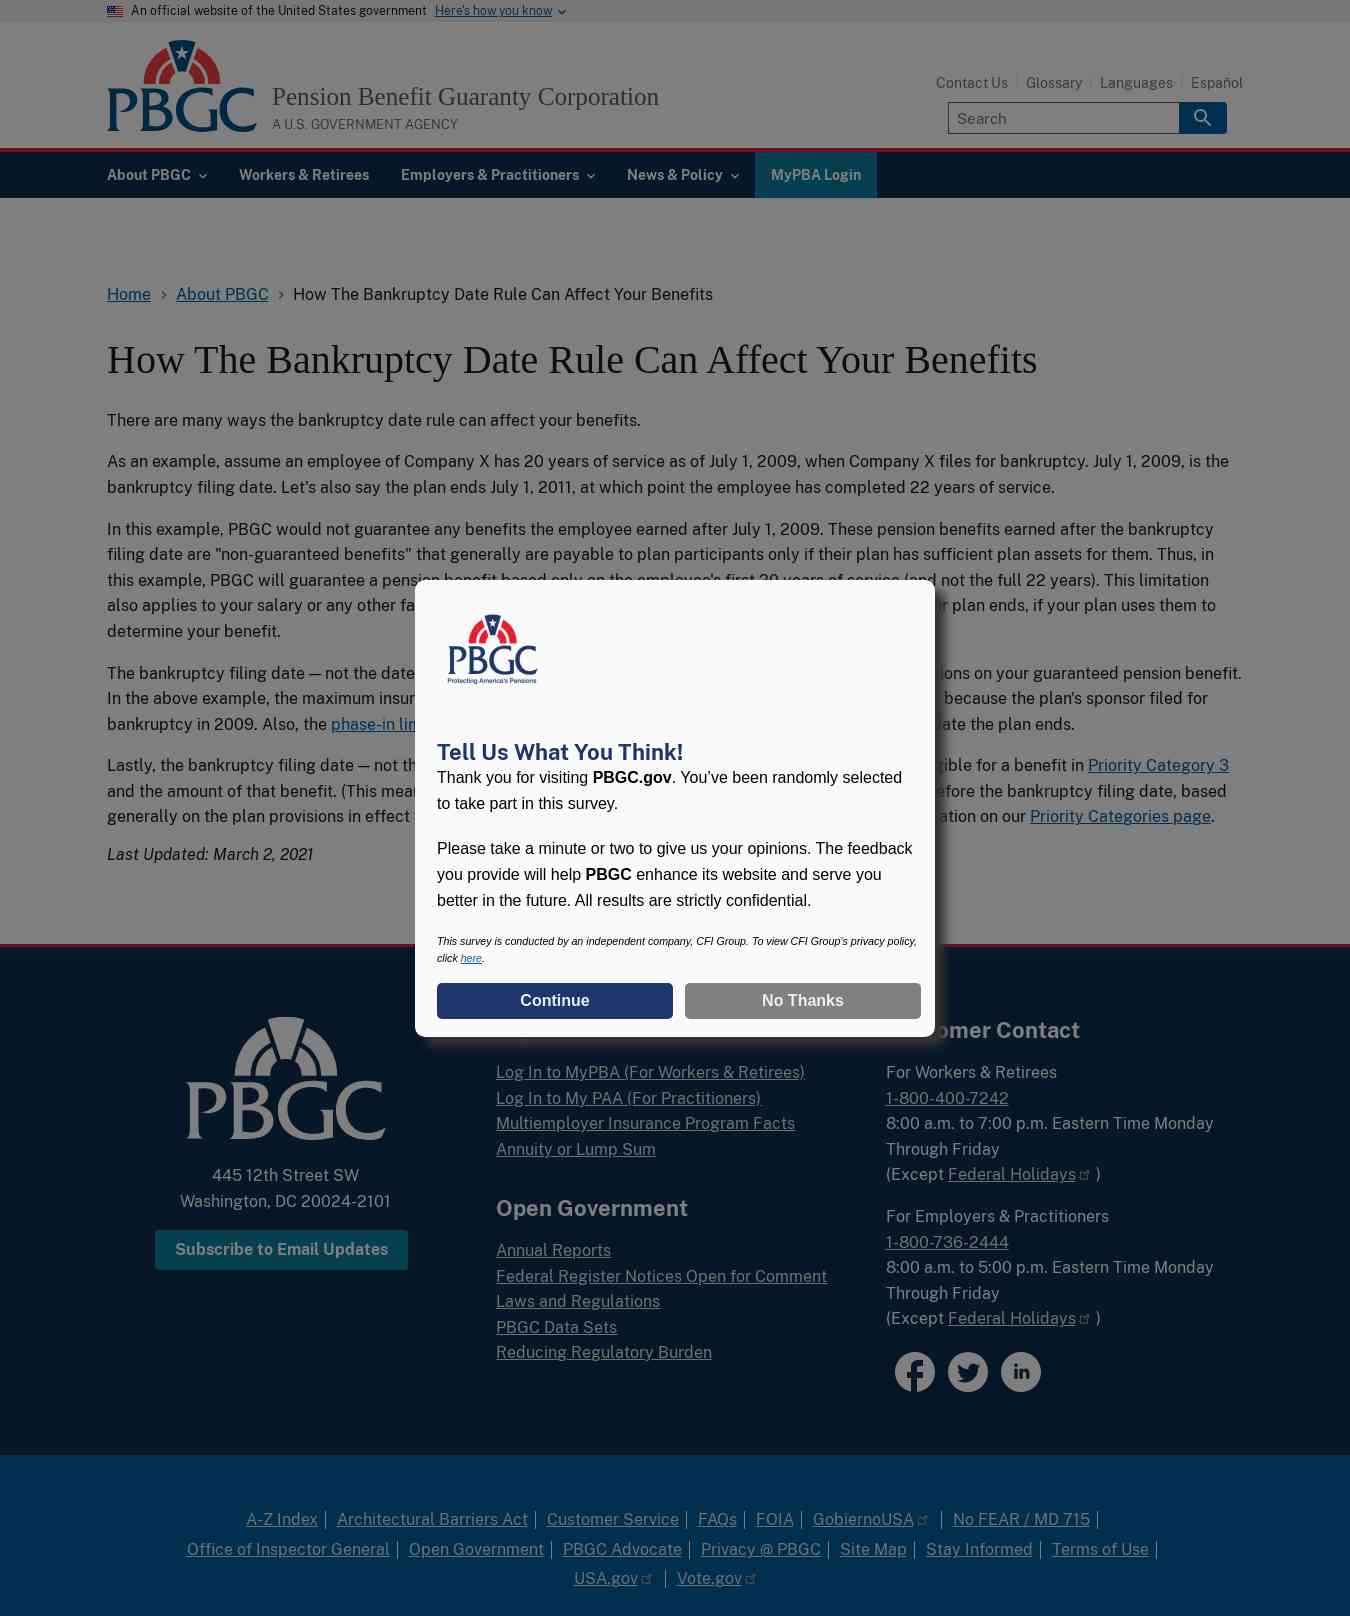 An official website of the United States government Here's how you know
PBGC
Pension Benefit Guaranty Corporation
A U.S. GOVERNMENT AGENCY
Contact Us Glossary Languages Español
Search
About PBGC Workers & Retirees Employers & Practitioners News & Policy MyPBA Login
Home About PBGC How The Bankruptcy Date Rule Can Affect Your Benefits
How The Bankruptcy Date Rule Can Affect Your Benefits
There are many ways the bankruptcy date rule can affect your benefits.
As an example, assume an employee of Company X has 20 years of service as of July 1, 2009, when Company X files for bankruptcy. July 1, 2009, is the
bankruptcy filing date. Let's also say the plan ends July 1, 2011, at which point the employee has completed 22 years of service.
In this example, PBGC would not guarantee any benefits the employee earned after July 1, 2009. These pension benefits earned after the bankruptcy
filing date are "non-guaranteed benefits" that generally are payable to plan participants only if their plan has sufficient plan assets for them. Thus, in
this example, PBGC will guarantee a pension benefit based only on the employee's first 20 years of service (and not the full 22 years). This limitation
also applies to your salary or any other plan ends, if your plan uses them to
determine your benefit.
The bankruptcy filing date — not the date on your guaranteed pension benefit.
In the above example, the maximum because the plan's sponsor filed for
bankruptcy in 2009. Also, the phase-in the plan ends.
Lastly, the bankruptcy filing date — not for a benefit in Priority Category 3
and the amount of that benefit. (This the bankruptcy filing date, based
generally on the plan provisions in effect on our Priority Categories page.
Last Updated: March 2, 2021
PBGC
Protecting America's Pensions
Tell Us What You Think!
Thank you for visiting PBGC.gov. You’ve been randomly selected
to take part in this survey.
Please take a minute or two to give us your opinions. The feedback
you provide will help PBGC enhance its website and serve you
better in the future. All results are strictly confidential.
This survey is conducted by an independent company, CFI Group. To view CFI Group's privacy policy,
click here.
Continue No Thanks
PBGC
445 12th Street SW
Washington, DC 20024-2101
Subscribe to Email Updates
Log In to MyPBA (For Workers & Retirees)
Log In to My PAA (For Practitioners)
Multiemployer Insurance Program Facts
Annuity or Lump Sum
Open Government
Annual Reports
Federal Register Notices Open for Comment
Laws and Regulations
PBGC Data Sets
Reducing Regulatory Burden
Contact
For Workers & Retirees
1-800-400-7242
8:00 a.m. to 7:00 p.m. Eastern Time Monday
Through Friday
(Except Federal Holidays )
For Employers & Practitioners
1-800-736-2444
8:00 a.m. to 5:00 p.m. Eastern Time Monday
Through Friday
(Except Federal Holidays )
in
A-Z Index Architectural Barriers Act Customer Service FAQs FOIA GobiernoUSA No FEAR / MD 715
Office of Inspector General Open Government PBGC Advocate Privacy @ PBGC Site Map Stay Informed Terms of Use
USA.gov Vote.gov